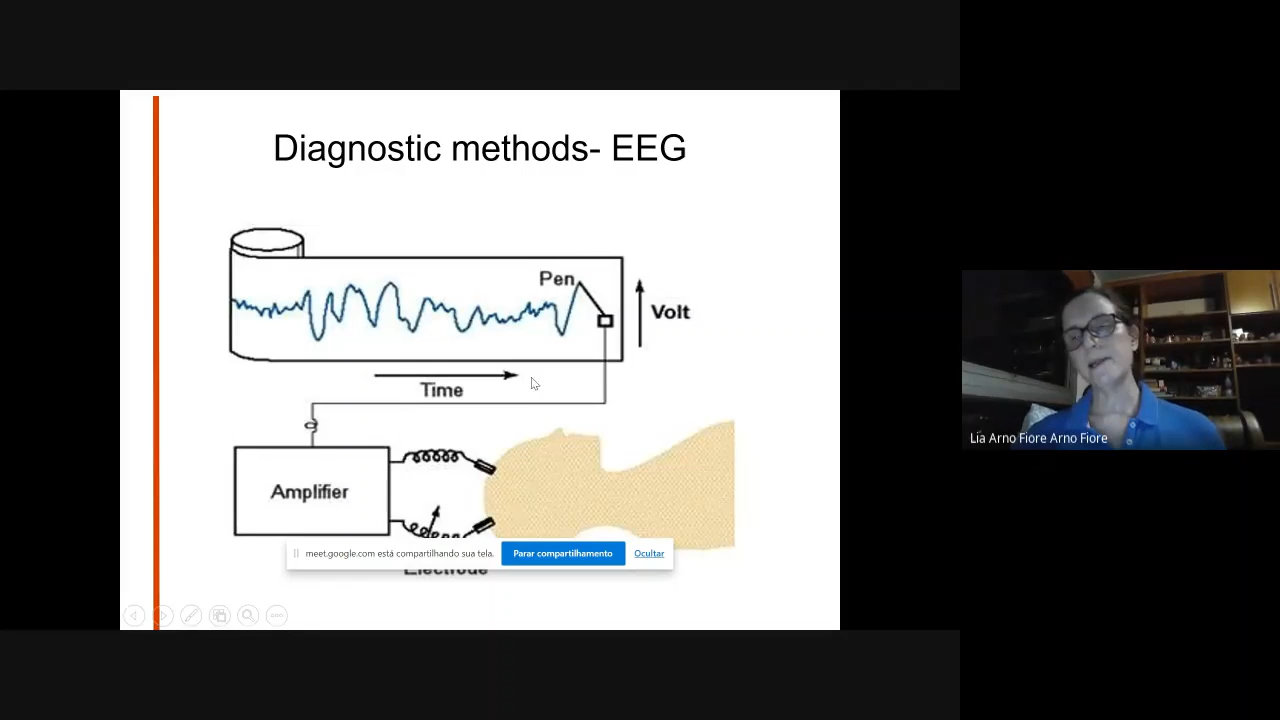 Diagnostic methods- EEG
Pen
Volt
Time
Amplifier
meet.google.com está compartilhando sua tela.
Parar compartilhamento
Ocultar
Electrode
Lia Arno Fiore Arno Fiore